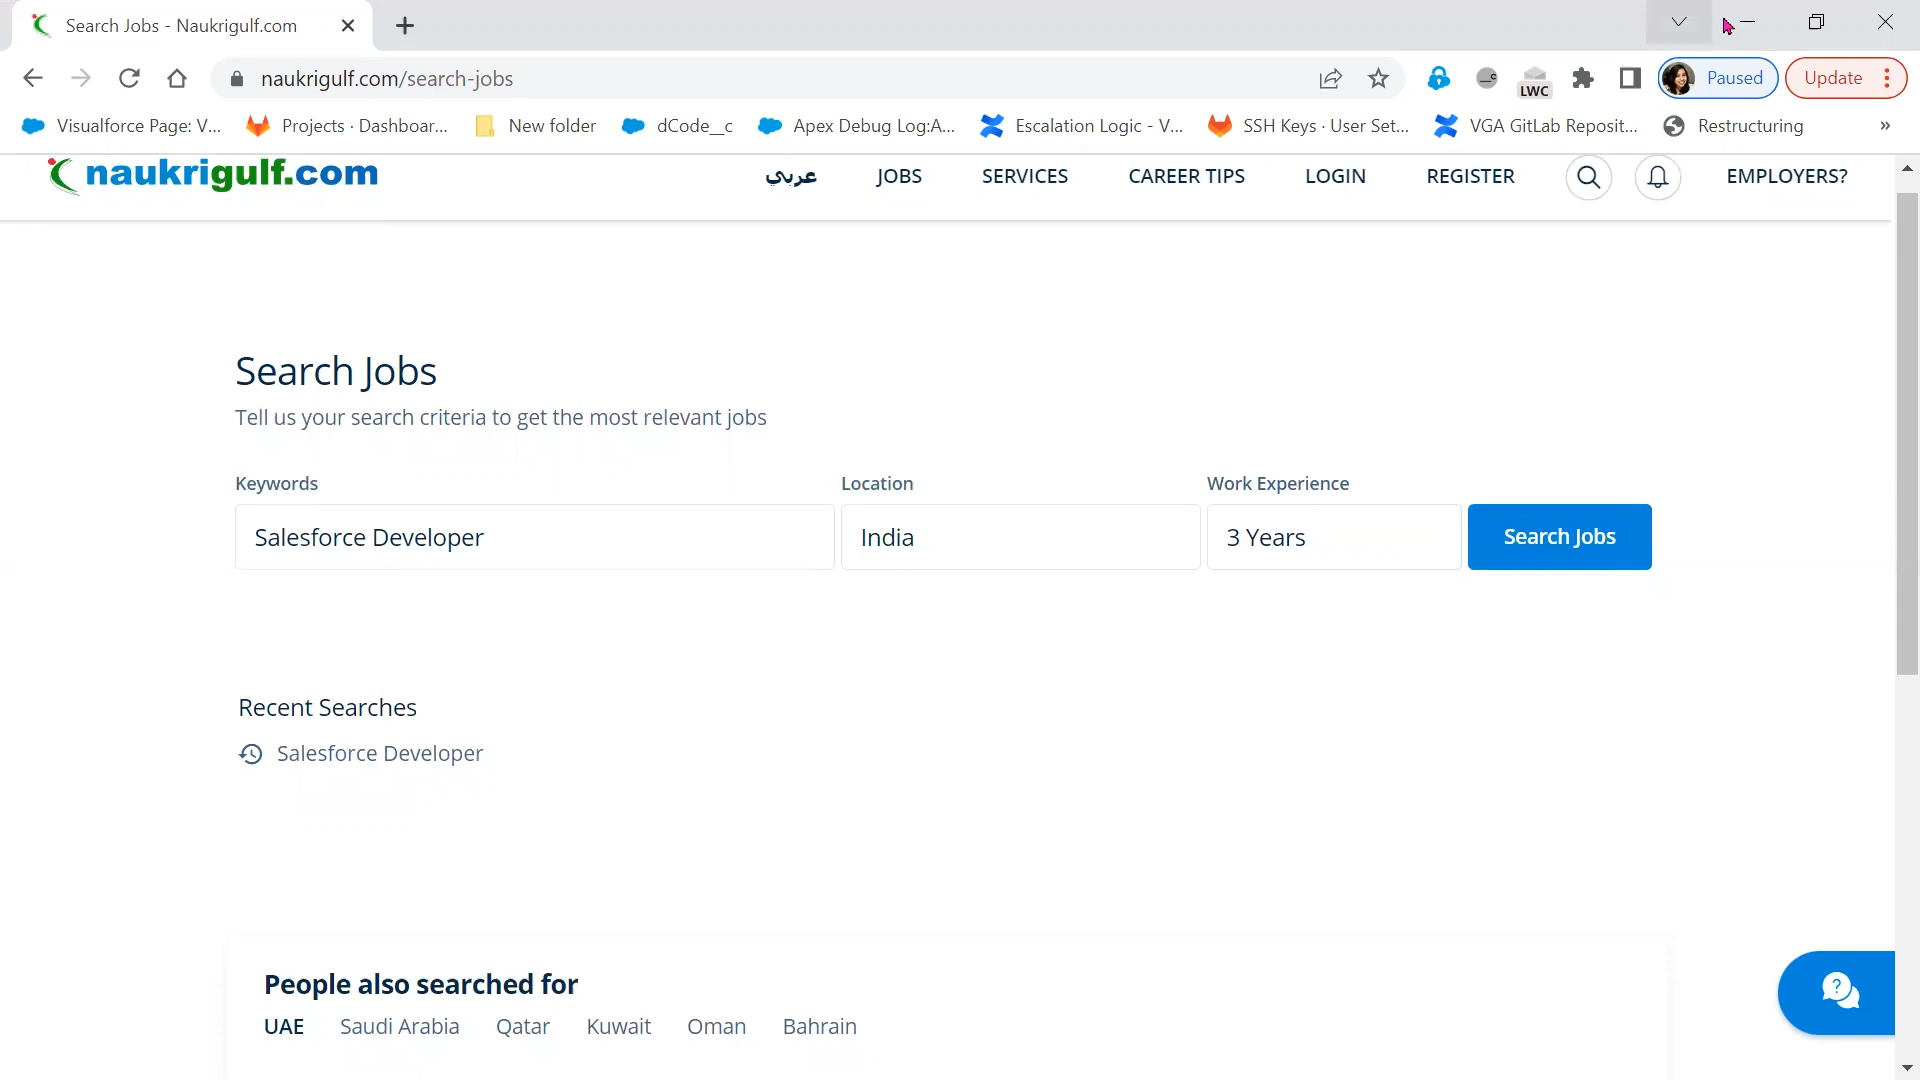 Search Jobs - Naukrigulf.com
naukrigulf.com/search-jobs
LWC
Paused
Update
Visualforce Page: V...
Projects · Dashboar...
New folder
dCode__c
Apex Debug Log:A...
Escalation Logic - V...
SSH Keys · User Set...
VGA GitLab Reposit...
Restructuring
»
naukrigulf.com
عربي
JOBS
SERVICES
CAREER TIPS
LOGIN
REGISTER
EMPLOYERS?
Search Jobs
Tell us your search criteria to get the most relevant jobs
Keywords
Location
Work Experience
Salesforce Developer
India
3 Years
Search Jobs
Recent Searches
Salesforce Developer
People also searched for
UAE
Saudi Arabia
Qatar
Kuwait
Oman
Bahrain